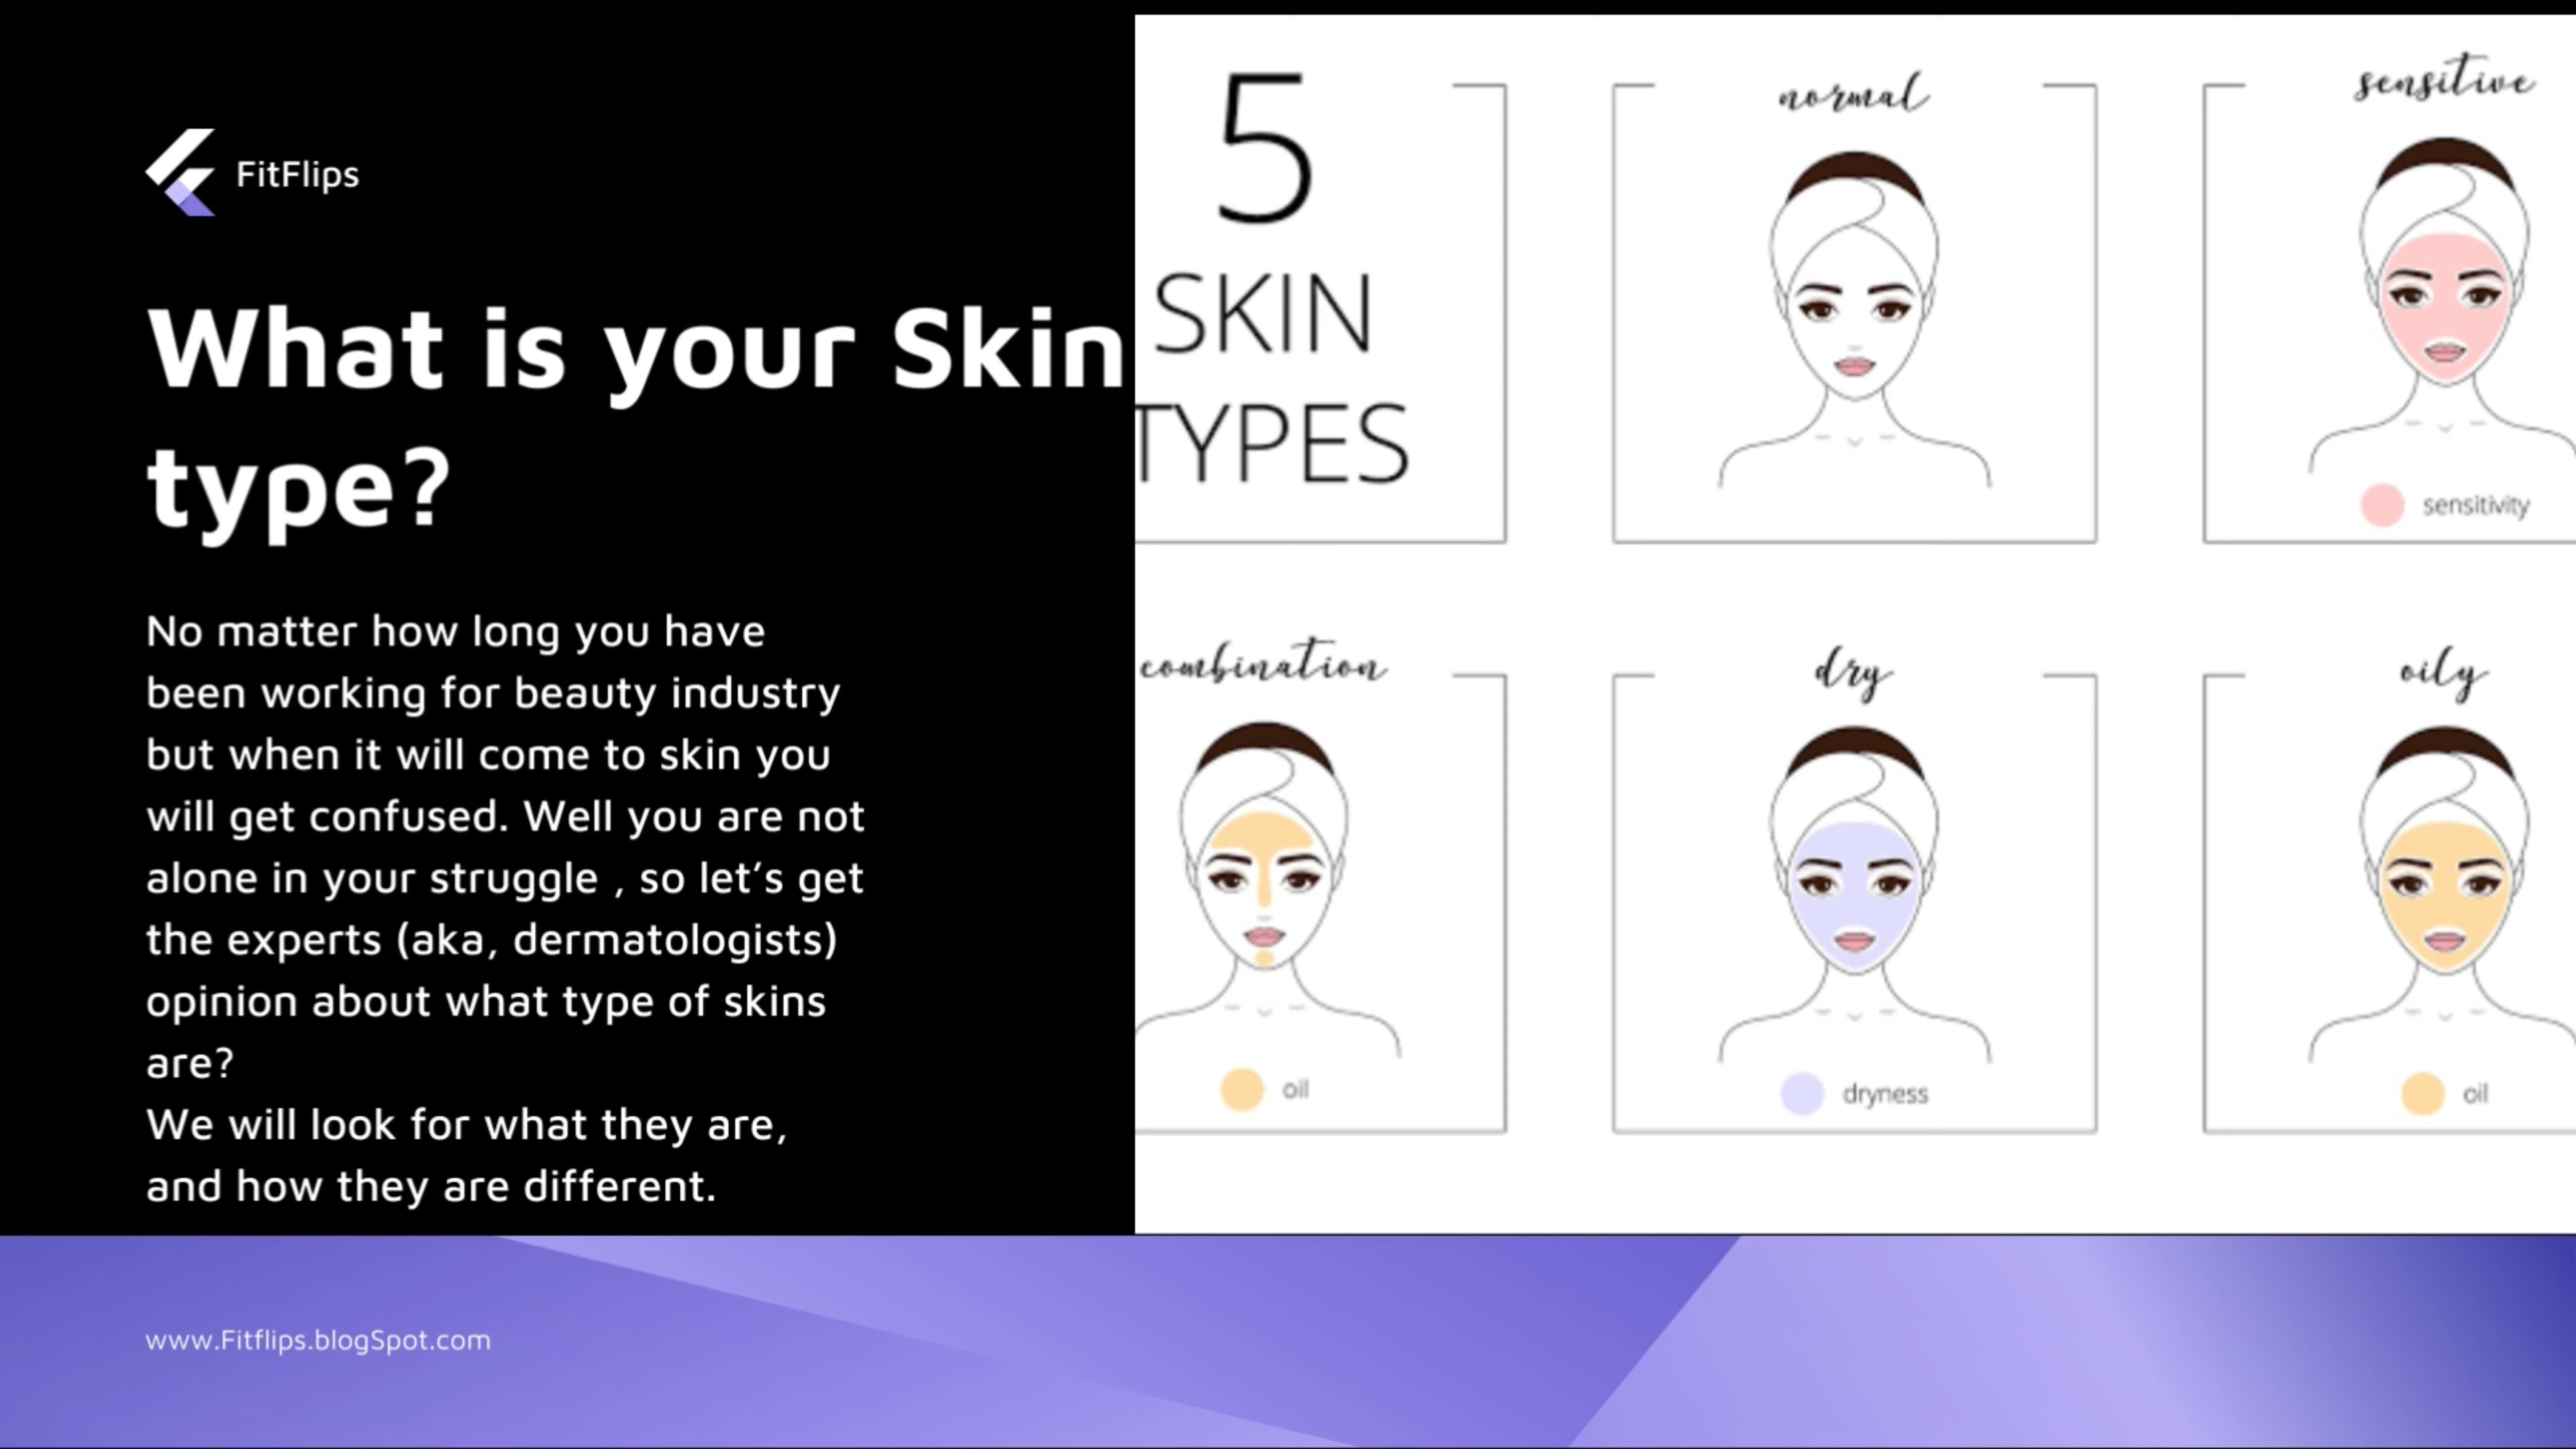 FitFlips
What is your Skin
type?
No matter how long you have
been working for beauty industry
but when it will come to skin you
will get confused. Well you are not
alone in your struggle , so let’s get
the experts (aka, dermatologists)
opinion about what type of skins
are?
We will look for what they are,
and how they are different.
www.Fitflips.blogSpot.com
5
SKIN
TYPES
normal
sensitive
sensitivity
combination
oil
dry
dryness
oily
oil